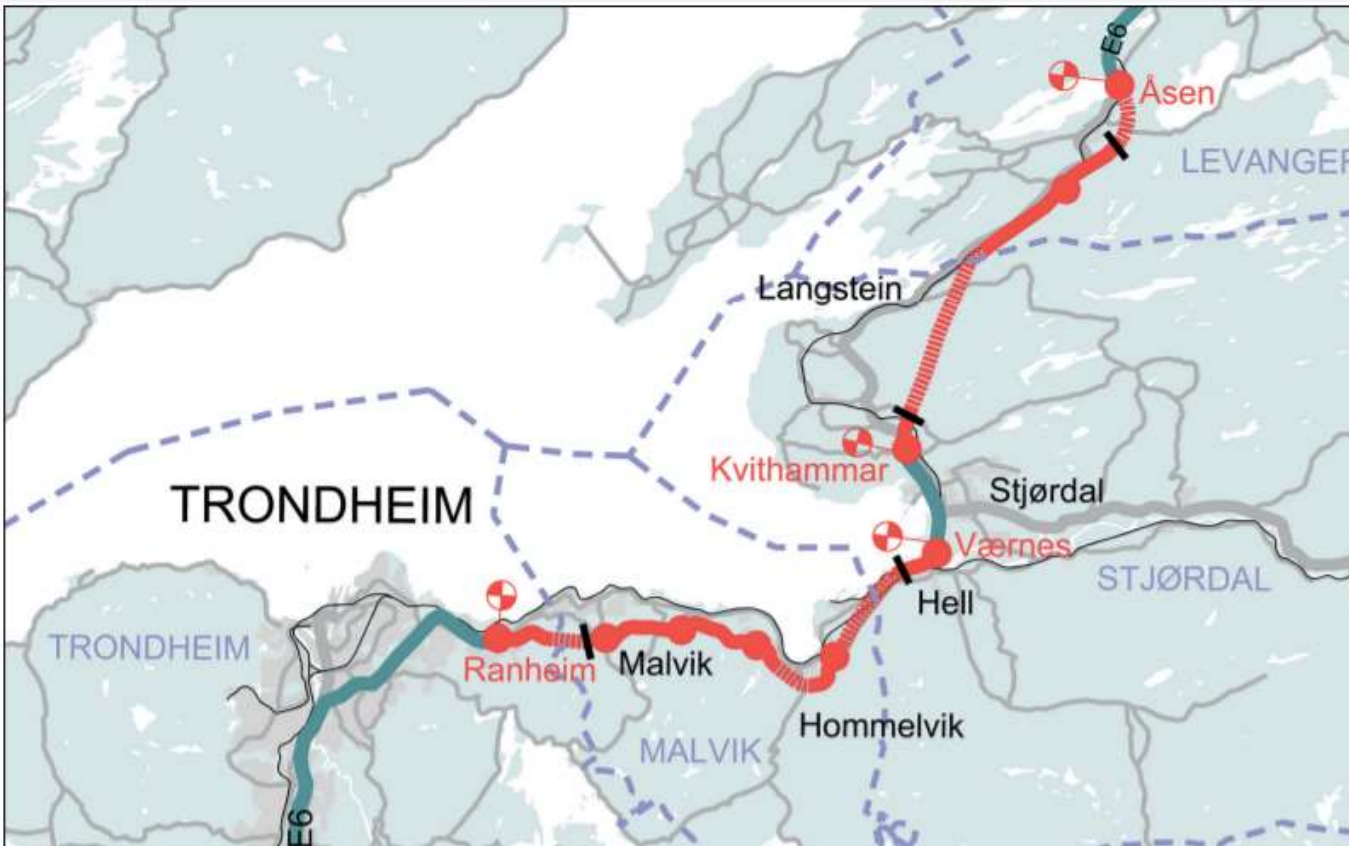 E6
Åsen
LEVANGER
Langstein
Kvithammar
Stjørdal
TRONDHEIM
Værnes
STJØRDAL
Hell
TRONDHEIM
Ranheim
Malvik
Hommelvik
MALVIK
E6